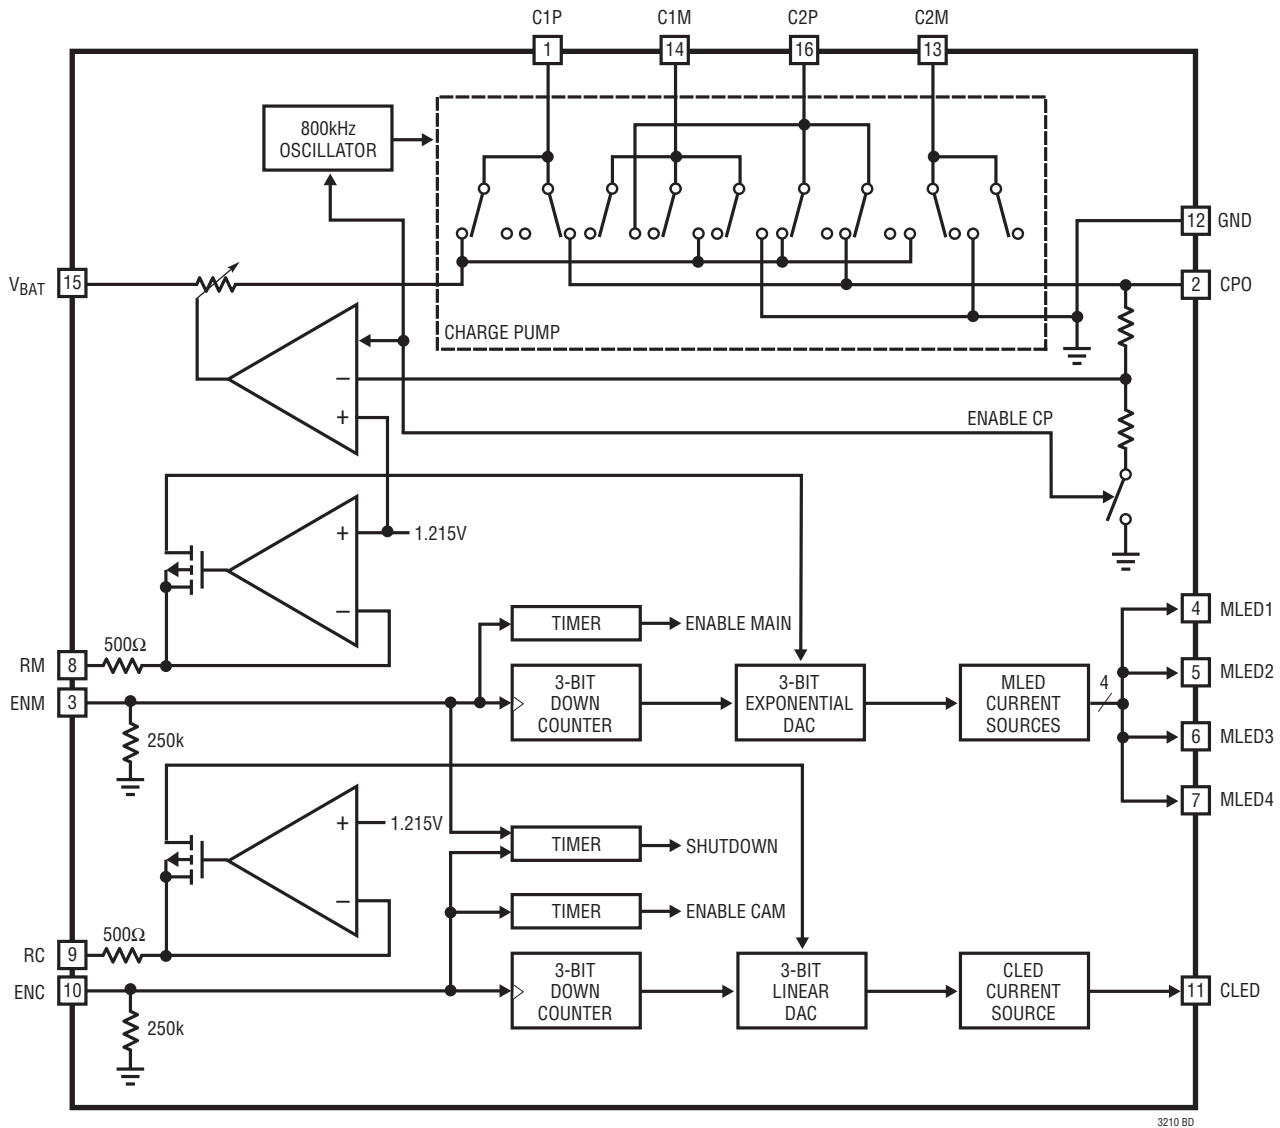 C1P C1M C2P C2M
1 14 16 13
800kHz
OSCILLATOR
12 GND
VBAT 15
2 CPO
CHARGE PUMP
–
+
ENABLE CP
+ 1.215V
–
4 MLED1
TIMER ENABLE MAIN
500Ω
RM 8
5 MLED2
3-BIT
DOWN
COUNTER
3-BIT
EXPONENTIAL
DAC
MLED
CURRENT
SOURCES
4
ENM 3
250k
6 MLED3
7 MLED4
+ 1.215V
–
TIMER SHUTDOWN
TIMER ENABLE CAM
500Ω
RC 9
ENC 10
3-BIT
DOWN
COUNTER
3-BIT
LINEAR
DAC
CLED
CURRENT
SOURCE
11 CLED
250k
3210 BD